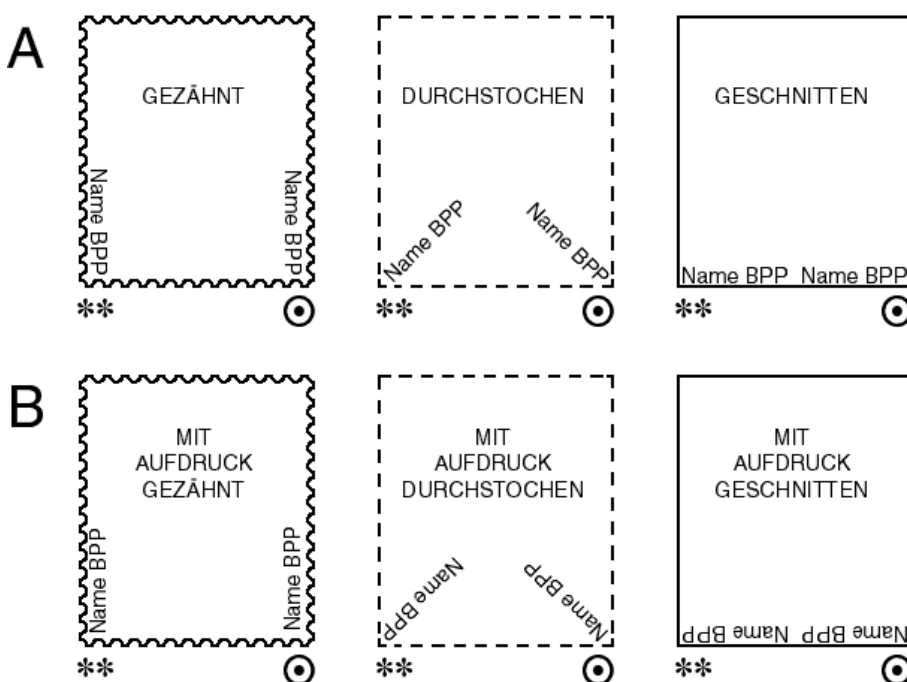 A
GEZÄHNT
Name BPP
Name BPP
**
DURCHSTOCHEN
Name BPP
Name BPP
**
GESCHNITTEN
Name BPP Name BPP
**
B
MIT
AUFDRUCK
GEZÄHNT
Name BPP
Name BPP
**
MIT
AUFDRUCK
DURCHSTOCHEN
Name BPP
Name BPP
**
MIT
AUFDRUCK
GESCHNITTEN
Name BPP Name BPP
**